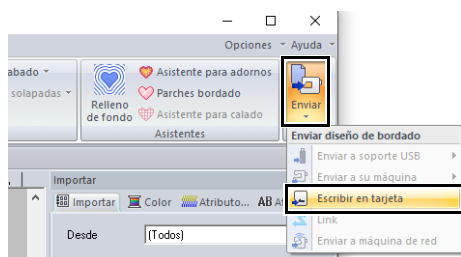 Opciones Ayuda
abado
solapadas
Relleno
de fondo
Asistente para adornos
Parches bordado
Asistente para calado
Asistentes
Enviar
Enviar diseño de bordado
Enviar a soporte USB
Enviar a su máquina
Escribir en tarjeta
Link
Enviar a máquina de red
Importar
Importar Color Atributo... AB
Desde (Todos)